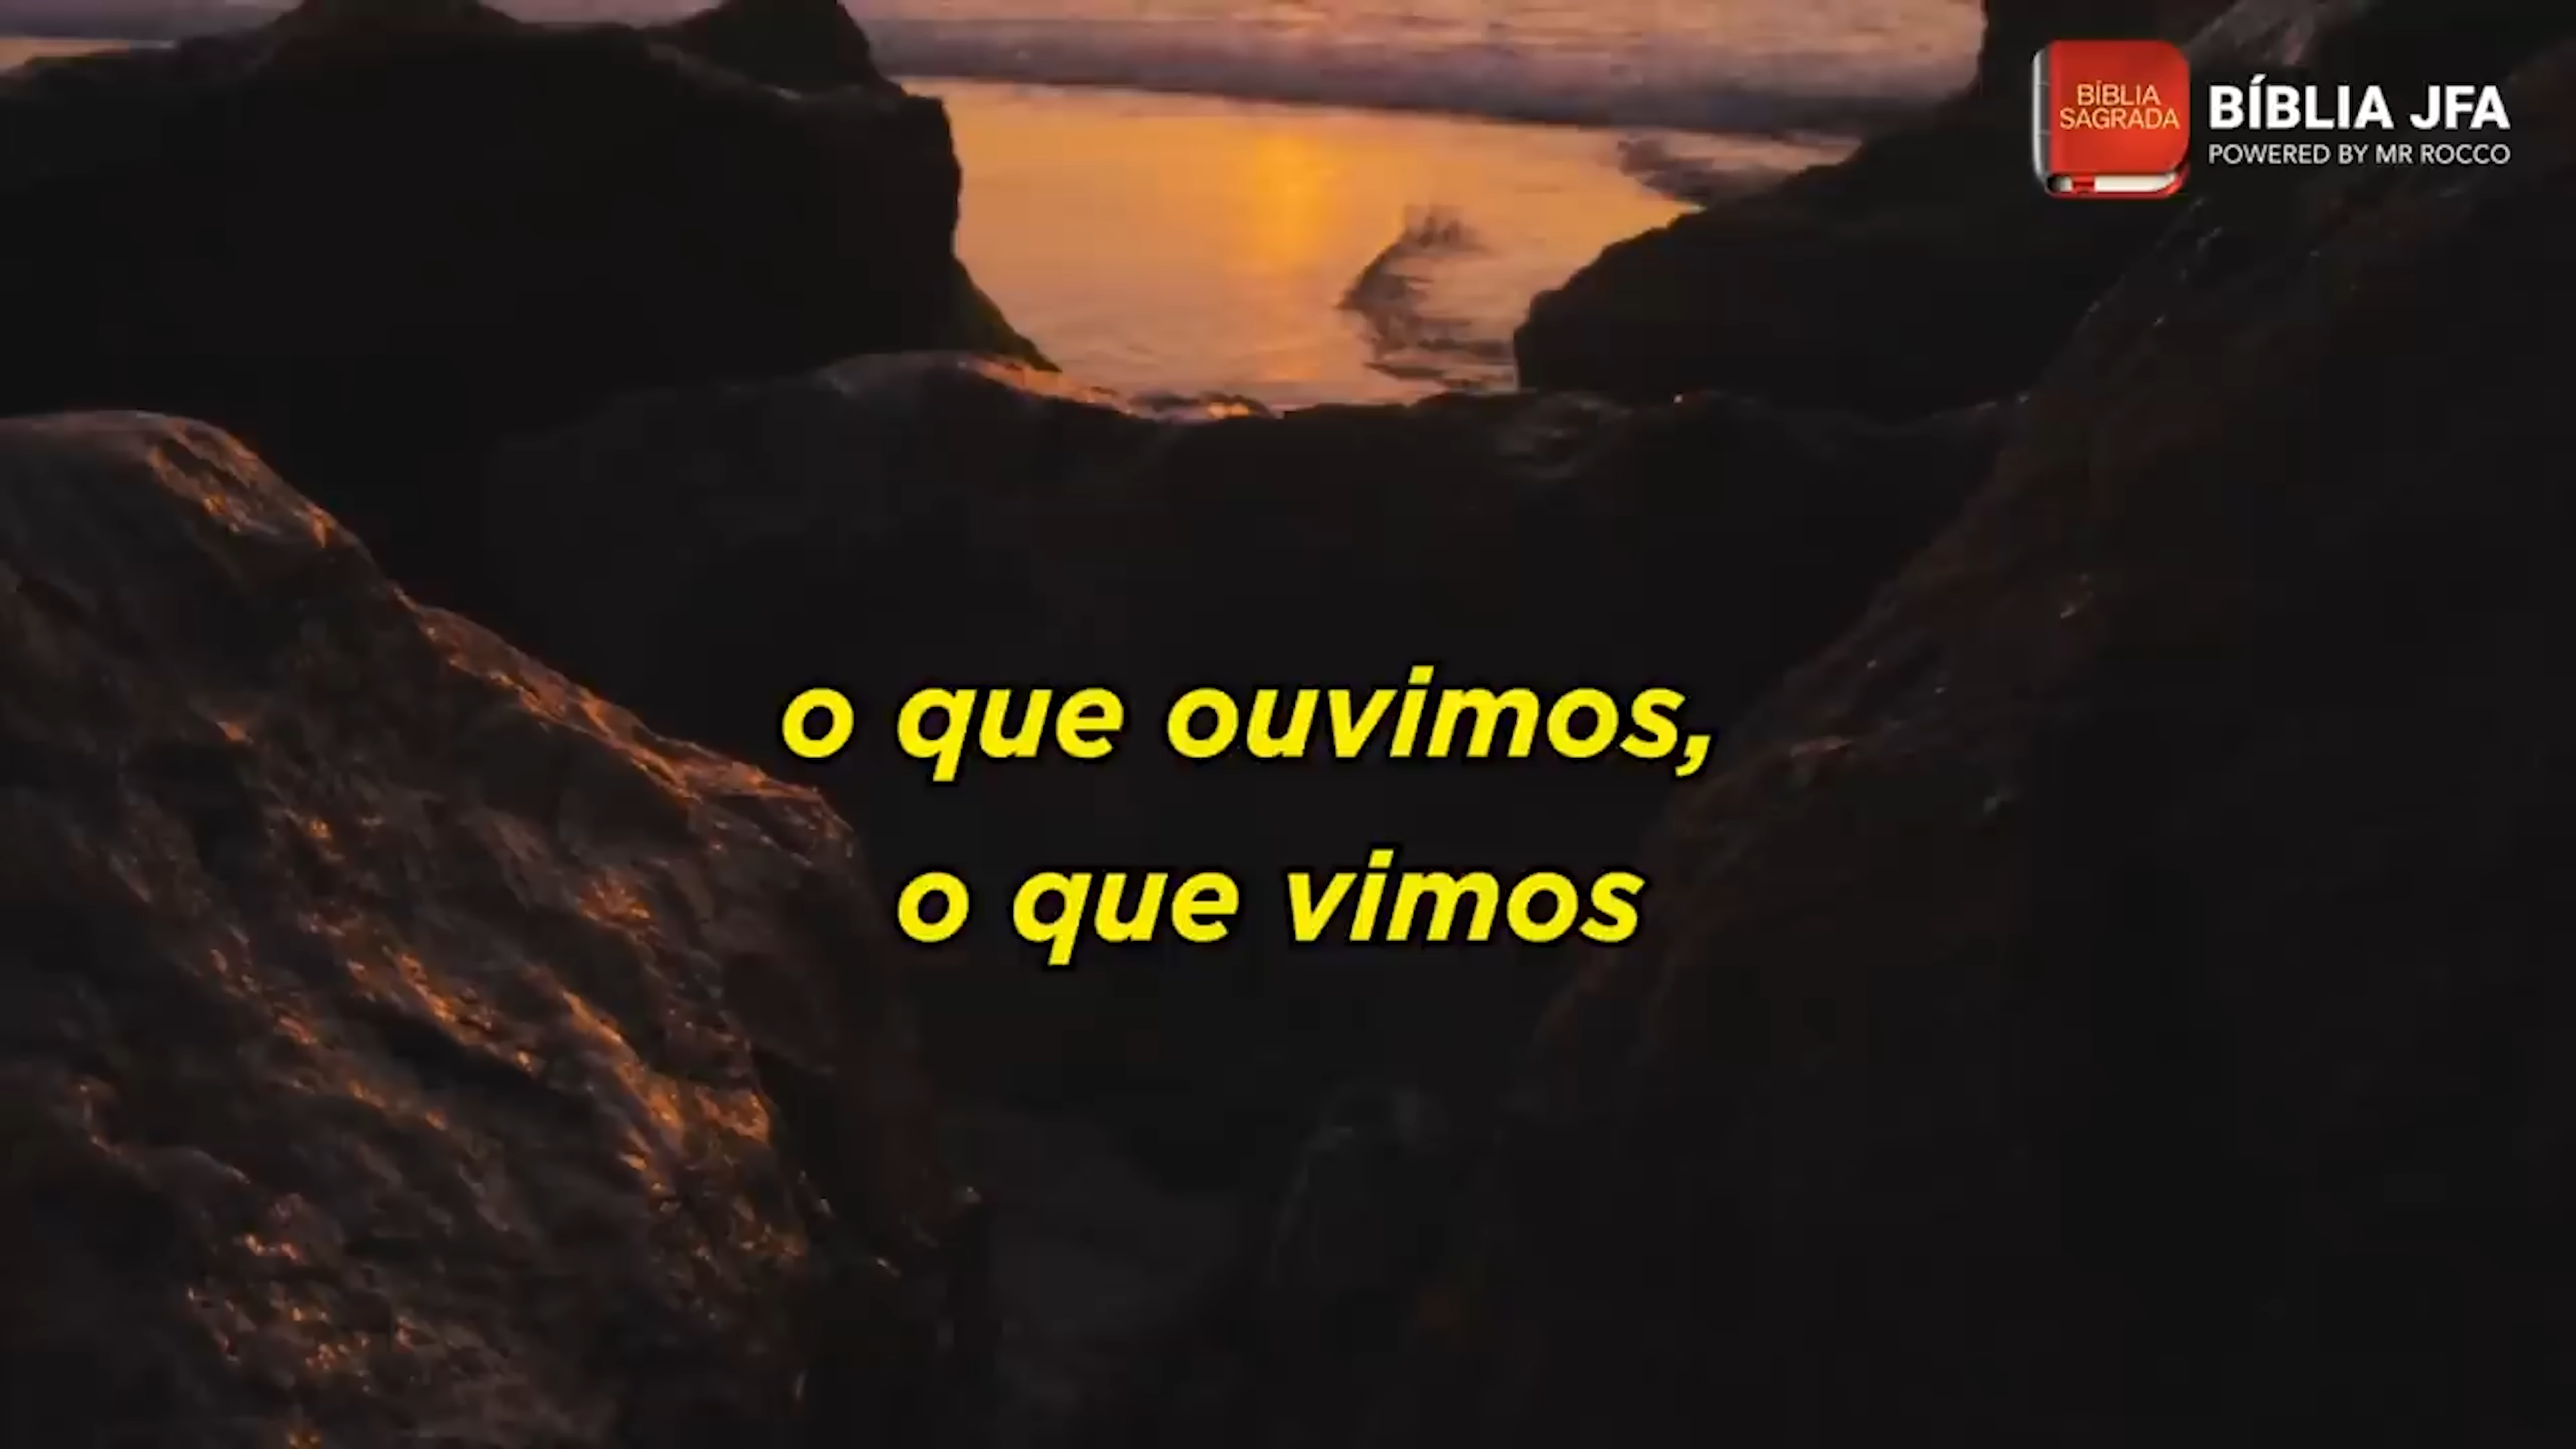 BÍBLIA
SAGRADA
BÍBLIA JFA
POWERED BY MR ROCCO
o que ouvimos,
o que vimos